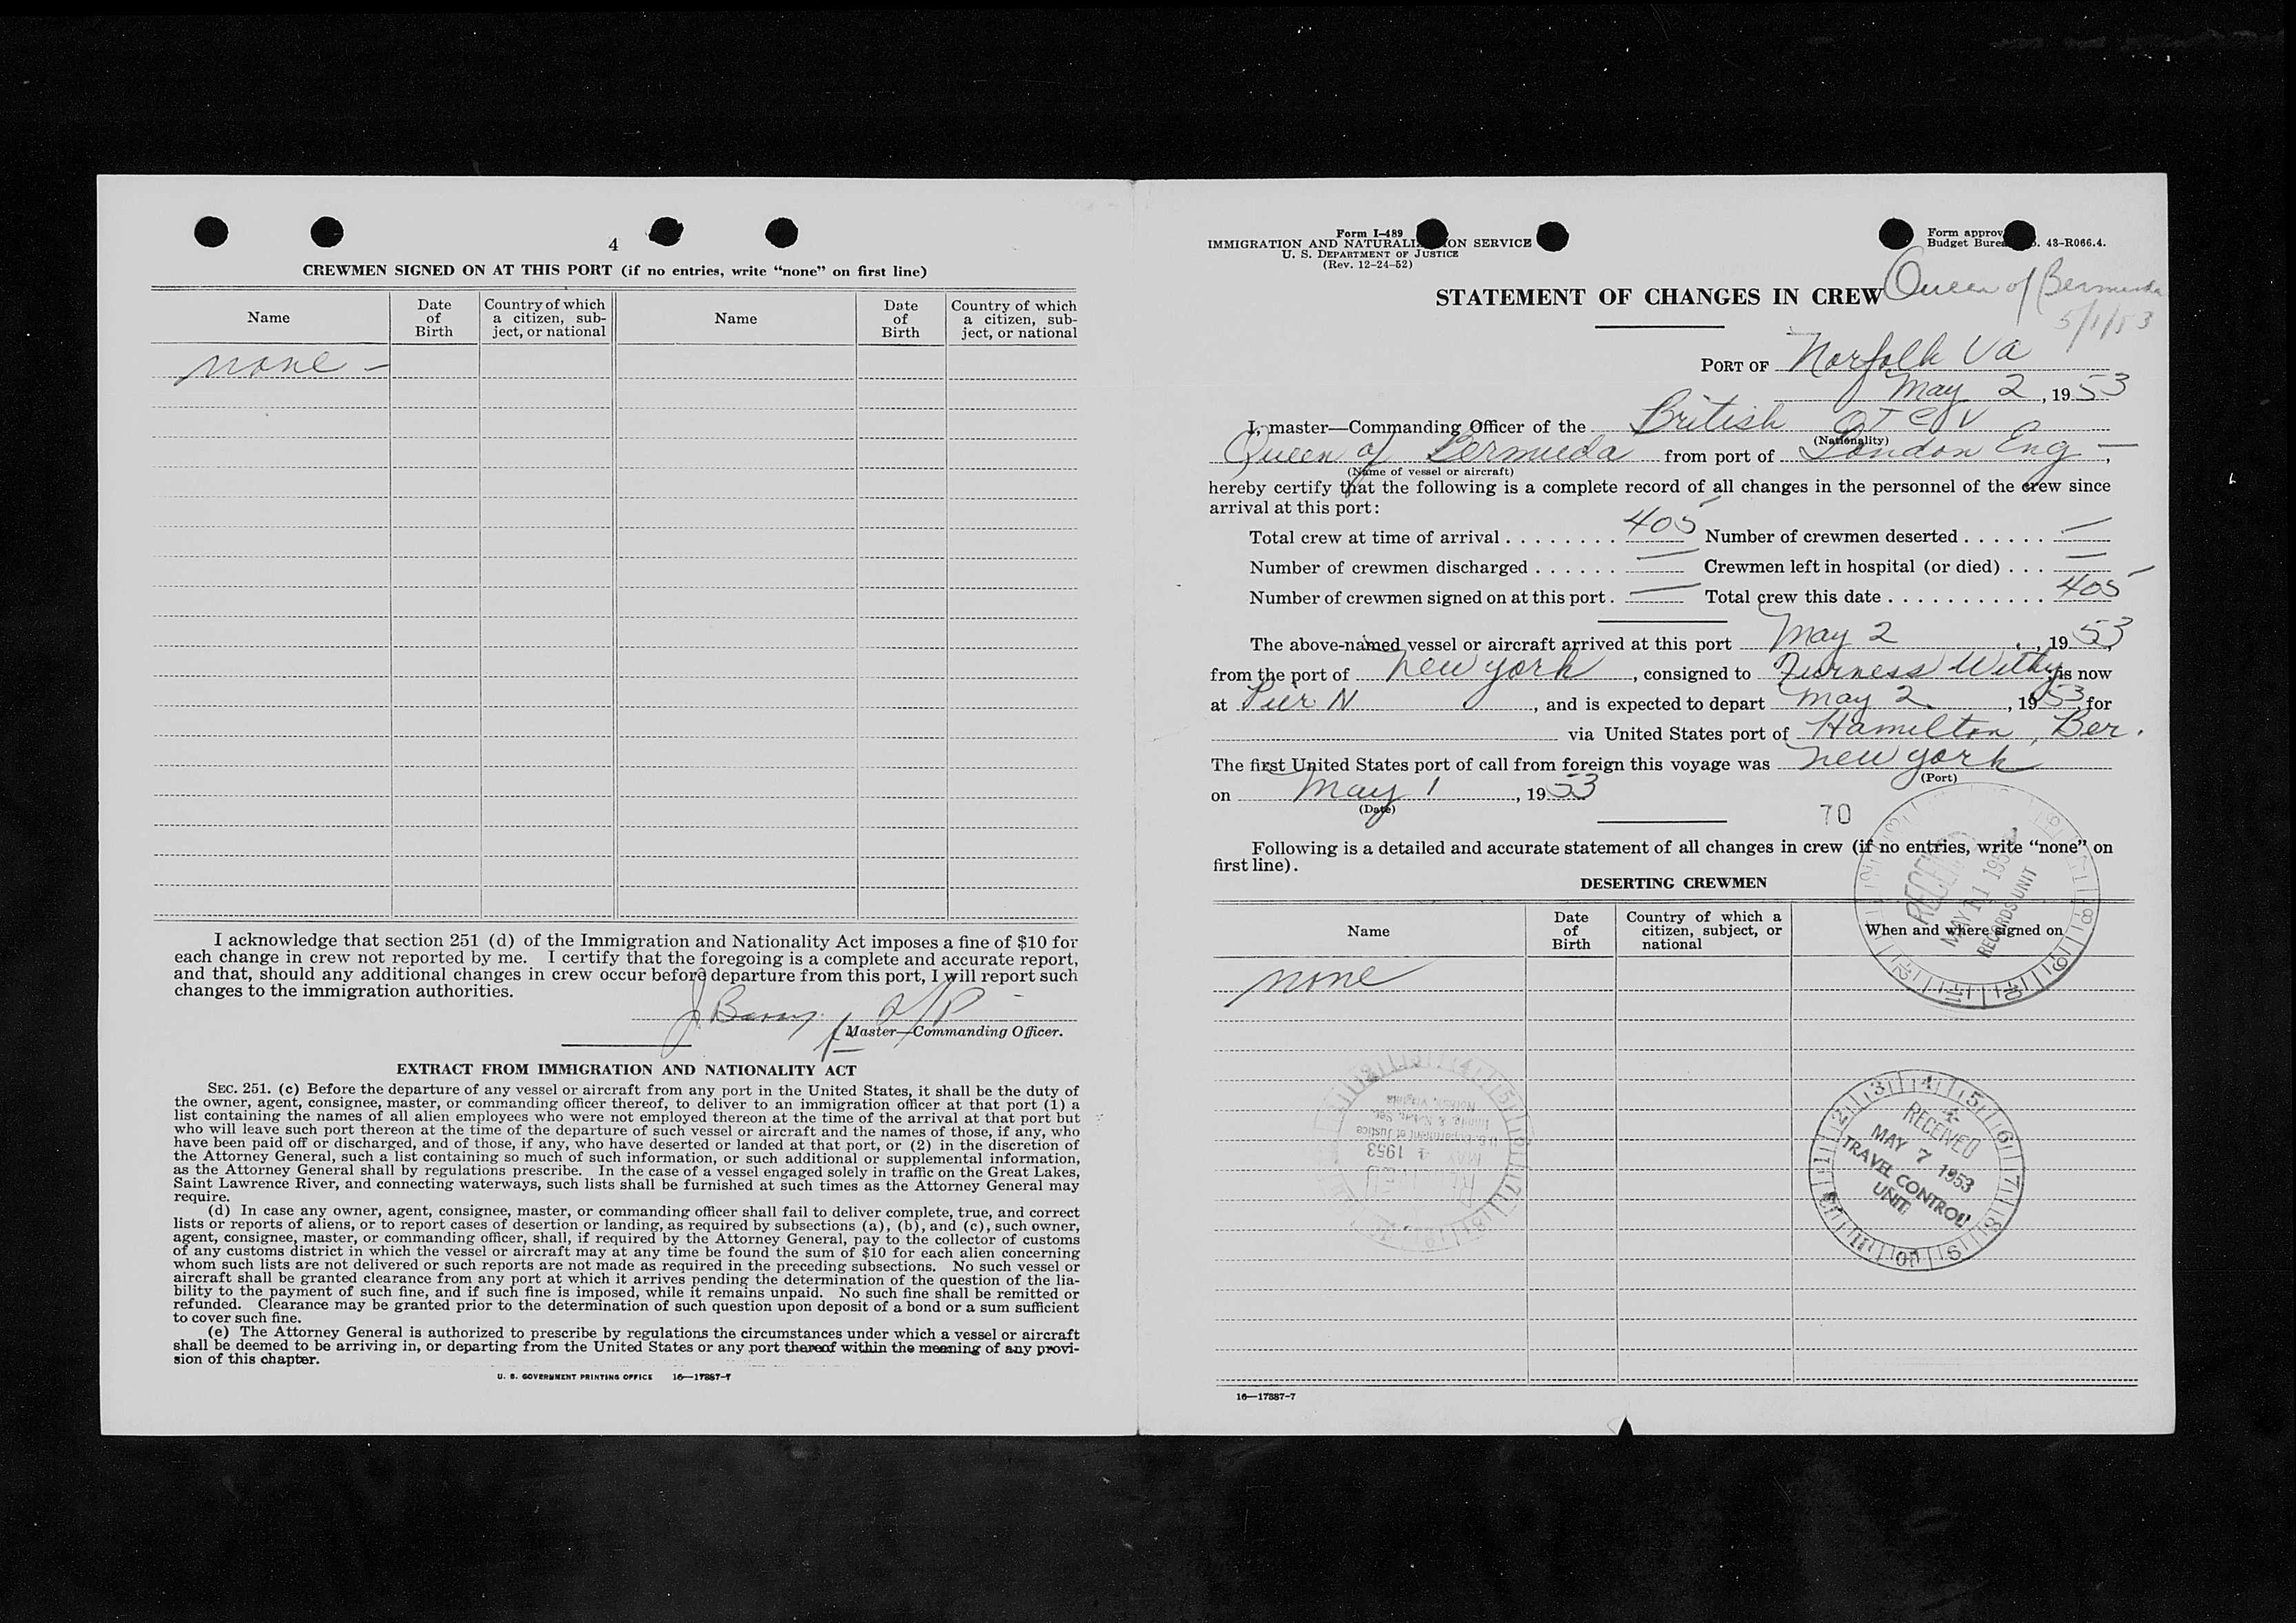 4
CREWMEN SIGNED ON AT THIS PORT (if no entries, write “none” on first line)
Name
Date of Birth
Country of which a citizen, subject, or national
Name
Date of Birth
Country of which a citizen, subject, or national
none —
I acknowledge that section 251 (d) of the Immigration and Nationality Act imposes a fine of $10 for
each change in crew not reported by me. I certify that the foregoing is a complete and accurate report,
and that, should any additional changes in crew occur before departure from this port, I will report such
changes to the immigration authorities.
Master—Commanding Officer.
EXTRACT FROM IMMIGRATION AND NATIONALITY ACT
SEC. 251. (c) Before the departure of any vessel or aircraft from any port in the United States, it shall be the duty of
the owner, agent, consignee, master, or commanding officer thereof, to deliver to an immigration officer at that port (1) a
list containing the names of all alien employees who were not employed thereon at the time of the arrival at that port but
who will leave such port thereon at the time of the departure of such vessel or aircraft and the names of those, if any, who
have been paid off or discharged, and of those, if any, who have deserted or landed at that port, or (2) in the discretion of
the Attorney General, such a list containing so much of such information, or such additional or supplemental information,
as the Attorney General shall by regulations prescribe. In the case of a vessel engaged solely in traffic on the Great Lakes,
Saint Lawrence River, and connecting waterways, such lists shall be furnished at such times as the Attorney General may
require.
(d) In case any owner, agent, consignee, master, or commanding officer shall fail to deliver complete, true, and correct
lists or reports of aliens, or to report cases of desertion or landing, as required by subsections (a), (b), and (c), such owner,
agent, consignee, master, or commanding officer, shall, if required by the Attorney General, pay to the collector of customs
of any customs district in which the vessel or aircraft may at any time be found the sum of $10 for each alien concerning
whom such lists are not delivered or such reports are not made as required in the preceding subsections. No such vessel or
aircraft shall be granted clearance from any port at which it arrives pending the determination of the question of the lia-
bility to the payment of such fine, and if such fine is imposed, while it remains unpaid. No such fine shall be remitted or
refunded. Clearance may be granted prior to the determination of such question upon deposit of a bond or a sum sufficient
to cover such fine.
(e) The Attorney General is authorized to prescribe by regulations the circumstances under which a vessel or aircraft
shall be deemed to be arriving in, or departing from the United States or any port thereof within the meaning of any provi-
sion of this chapter.
U. S. GOVERNMENT PRINTING OFFICE 16—17887-7
Form I-489
IMMIGRATION AND NATURALI ON SERVICE
U. S. DEPARTMENT OF JUSTICE
(Rev. 12-24-52)
Form approv
Budget Bure 43-R066.4.
STATEMENT OF CHANGES IN CREW
Queen of Bermuda
5/1/53
PORT OF Norfolk Va
May 2, 1953
I, master—Commanding Officer of the British
(Nationality)
Queen of Bermuda from port of London Eng —,
(Name of vessel or aircraft)
hereby certify that the following is a complete record of all changes in the personnel of the crew since
arrival at this port:
Total crew at time of arrival ........ 405 Number of crewmen deserted ...... —
Number of crewmen discharged ...... — Crewmen left in hospital (or died) ... —
Number of crewmen signed on at this port. — Total crew this date ............ 405
The above-named vessel or aircraft arrived at this port May 2, 1953
from the port of New York, consigned to Furness Withy, is now
at Pier N, and is expected to depart May 2, 1953 for
via United States port of Hamilton, Ber.
The first United States port of call from foreign this voyage was New York
(Port)
on May 1, 1953
(Date)
70
Following is a detailed and accurate statement of all changes in crew (if no entries, write “none” on
first line).
DESERTING CREWMEN
Name
Date of Birth
Country of which a citizen, subject, or national
When and where signed on
none
RECEIVED
MAY 11 195
RECORDS UNIT
U.S. Department of Justice
MAY 4 1953
RECEIVED
MAY 7 1953
TRAVEL CONTROL
UNIT
16—17887-7